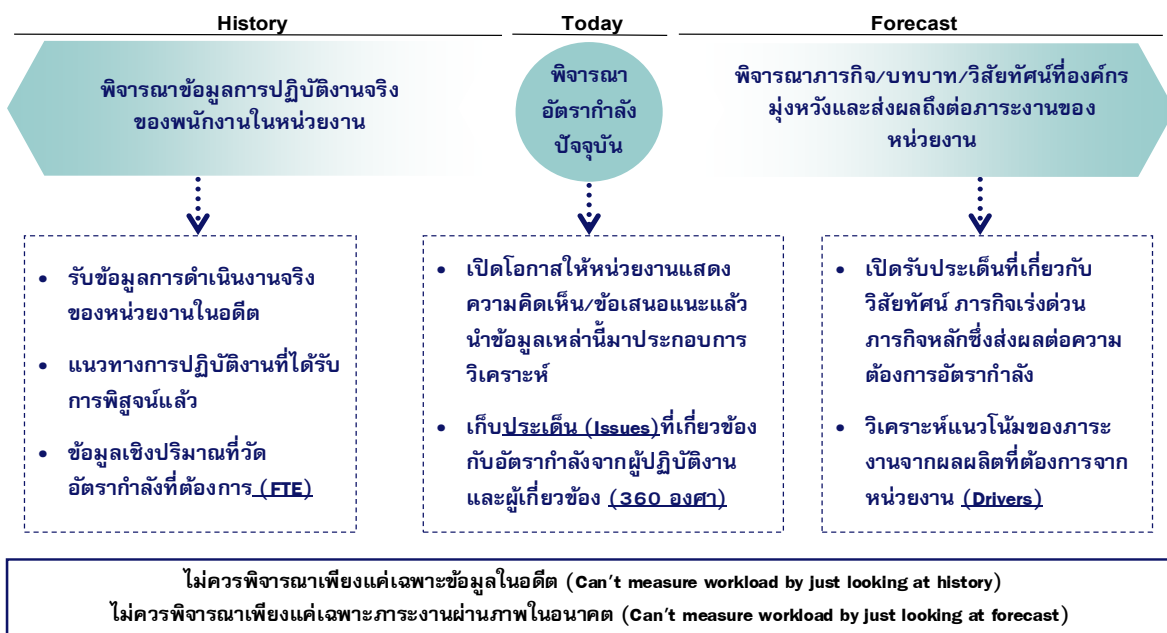 History
Today
Forecast
พิจารณาข้อมูลการปฏิบัติงานจริง
ของพนักงานในหน่วยงาน
พิจารณา
อัตรากำลัง
ปัจจุบัน
พิจารณาภารกิจ/บทบาท/วิสัยทัศน์ที่องค์กร
มุ่งหวังและส่งผลถึงต่อภาระงานของ
หน่วยงาน
• รับข้อมูลการดำเนินงานจริง
ของหน่วยงานในอดีต
• แนวทางการปฏิบัติงานที่ได้รับ
การพิสูจน์แล้ว
• ข้อมูลเชิงปริมาณที่วัด
อัตรากำลังที่ต้องการ (FTE)
• เปิดโอกาสให้หน่วยงานแสดง
ความคิดเห็น/ข้อเสนอแนะแล้ว
นำข้อมูลเหล่านี้มาประกอบการ
วิเคราะห์
• เก็บประเด็น (Issues)ที่เกี่ยวข้อง
กับอัตรากำลังจากผู้ปฏิบัติงาน
และผู้เกี่ยวข้อง (360 องศา)
• เปิดรับประเด็นที่เกี่ยวกับ
วิสัยทัศน์ ภารกิจเร่งด่วน
ภารกิจหลักซึ่งส่งผลต่อความ
ต้องการอัตรากำลัง
• วิเคราะห์แนวโน้มของภาระ
งานจากผลผลิตที่ต้องการจาก
หน่วยงาน (Drivers)
ไม่ควรพิจารณาเพียงแค่เฉพาะข้อมูลในอดีต (Can't measure workload by just looking at history)
ไม่ควรพิจารณาเพียงแค่เฉพาะภาระงานผ่านภาพในอนาคต (Can't measure workload by just looking at forecast)